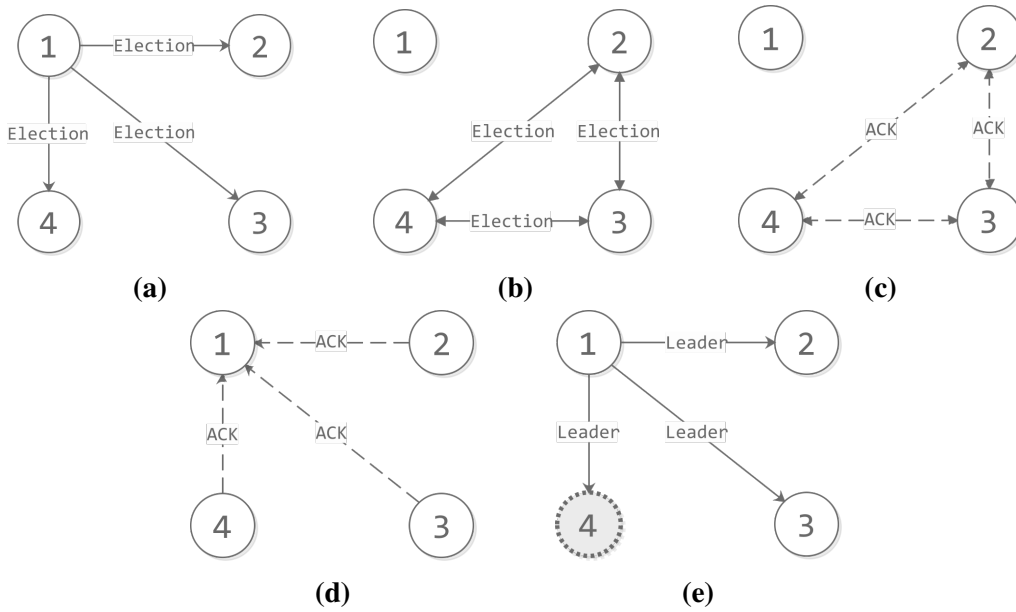 1 Election 2
Election Election
4 3
(a)
1 2
Election Election
4 Election 3
(b)
1 2
ACK ACK
4 ACK 3
(c)
1 ACK 2
ACK ACK
4 3
(d)
1 Leader 2
Leader Leader
4 3
(e)